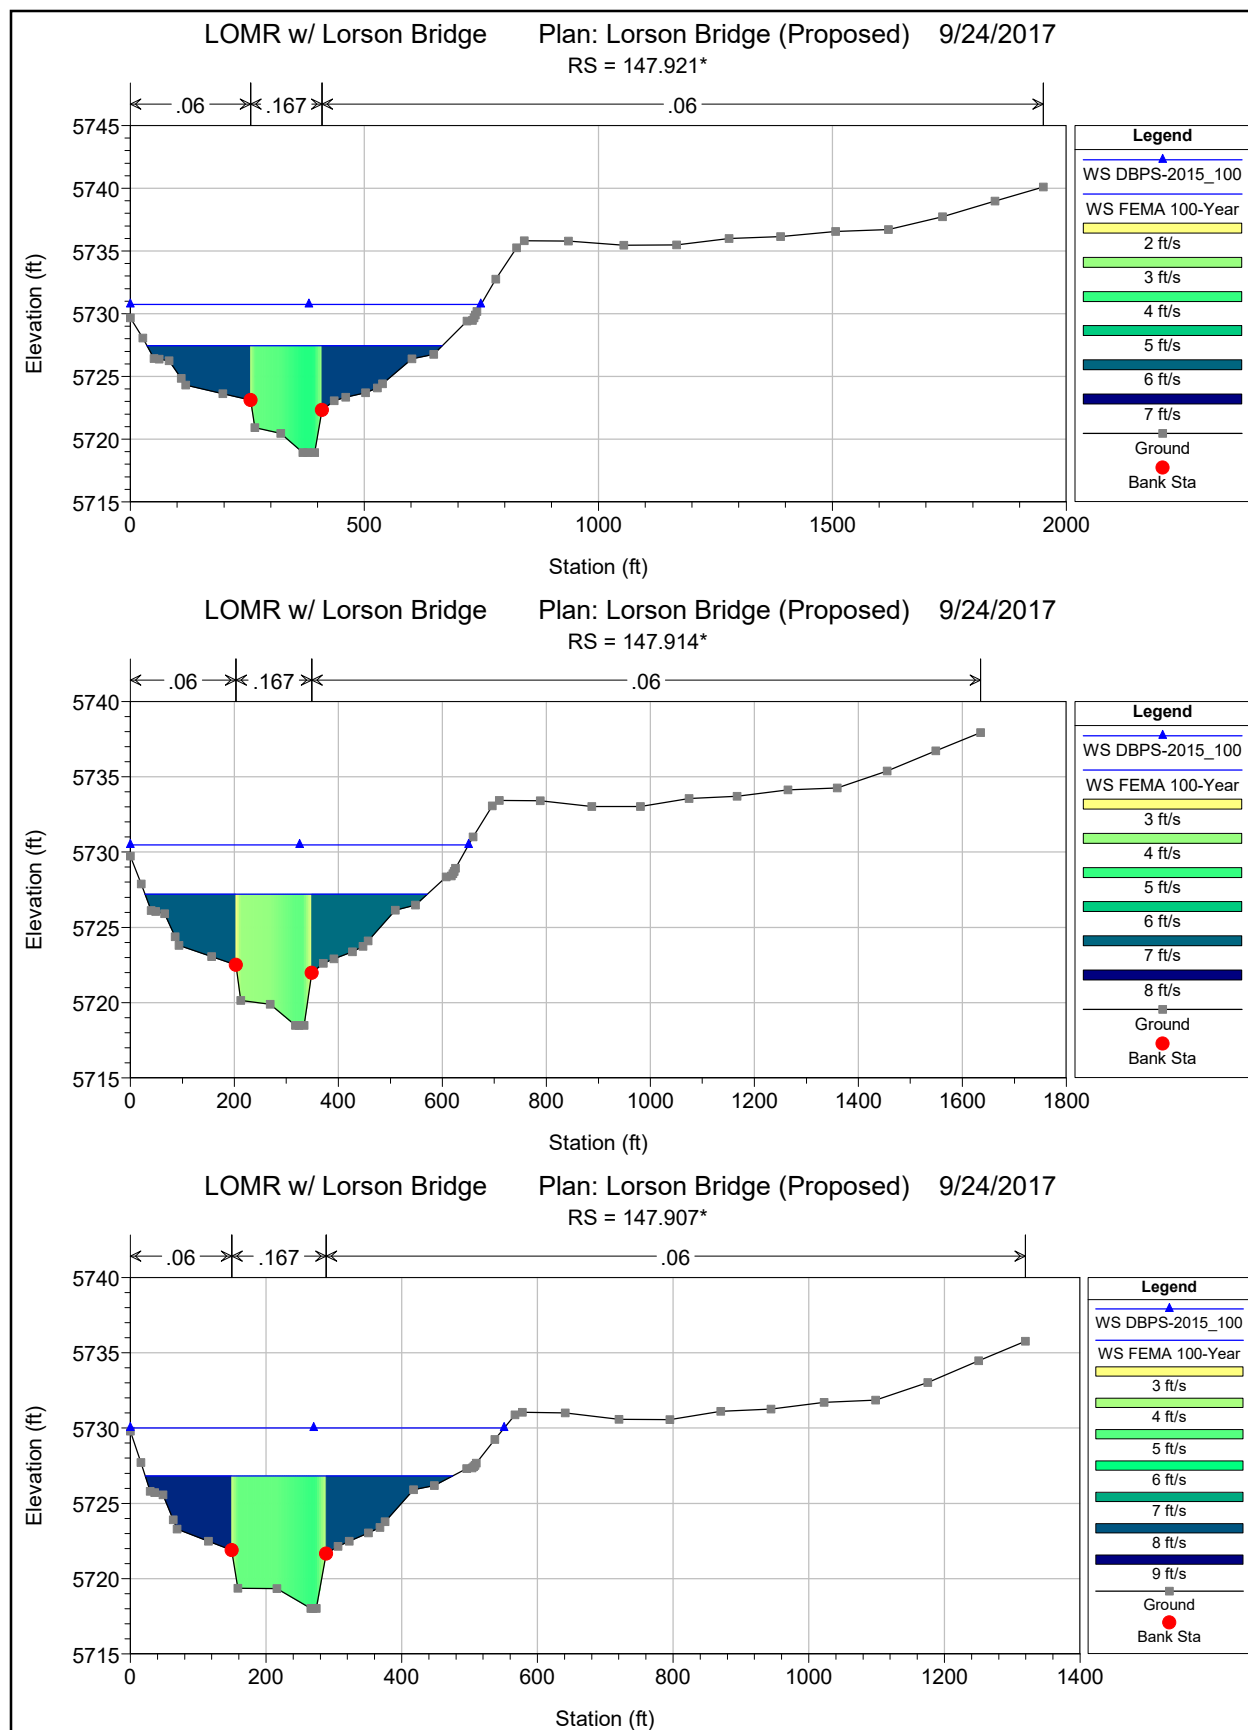 LOMR w/ Lorson Bridge Plan: Lorson Bridge (Proposed) 9/24/2017
RS = 147.921*
.06 .167 .06
5745
5740
5735
5730
5725
5720
5715
Elevation (ft)
0 500 1000 1500 2000
Station (ft)
Legend
WS DBPS-2015_100
WS FEMA 100-Year
2 ft/s
3 ft/s
4 ft/s
5 ft/s
6 ft/s
7 ft/s
Ground
Bank Sta
LOMR w/ Lorson Bridge Plan: Lorson Bridge (Proposed) 9/24/2017
RS = 147.914*
.06 .167 .06
5740
5735
5730
5725
5720
5715
Elevation (ft)
0 200 400 600 800 1000 1200 1400 1600 1800
Station (ft)
Legend
WS DBPS-2015_100
WS FEMA 100-Year
3 ft/s
4 ft/s
5 ft/s
6 ft/s
7 ft/s
8 ft/s
Ground
Bank Sta
LOMR w/ Lorson Bridge Plan: Lorson Bridge (Proposed) 9/24/2017
RS = 147.907*
.06 .167 .06
5740
5735
5730
5725
5720
5715
Elevation (ft)
0 200 400 600 800 1000 1200 1400
Station (ft)
Legend
WS DBPS-2015_100
WS FEMA 100-Year
3 ft/s
4 ft/s
5 ft/s
6 ft/s
7 ft/s
8 ft/s
9 ft/s
Ground
Bank Sta